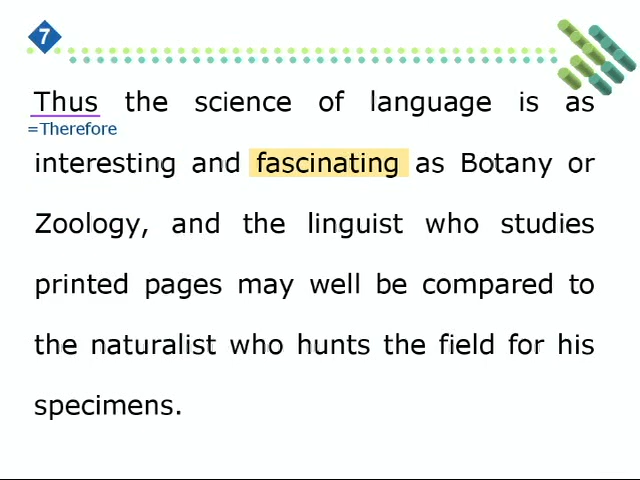 7
Thus the science of language is as
=Therefore
interesting and fascinating as Botany or
Zoology, and the linguist who studies
printed pages may well be compared to
the naturalist who hunts the field for his
specimens.